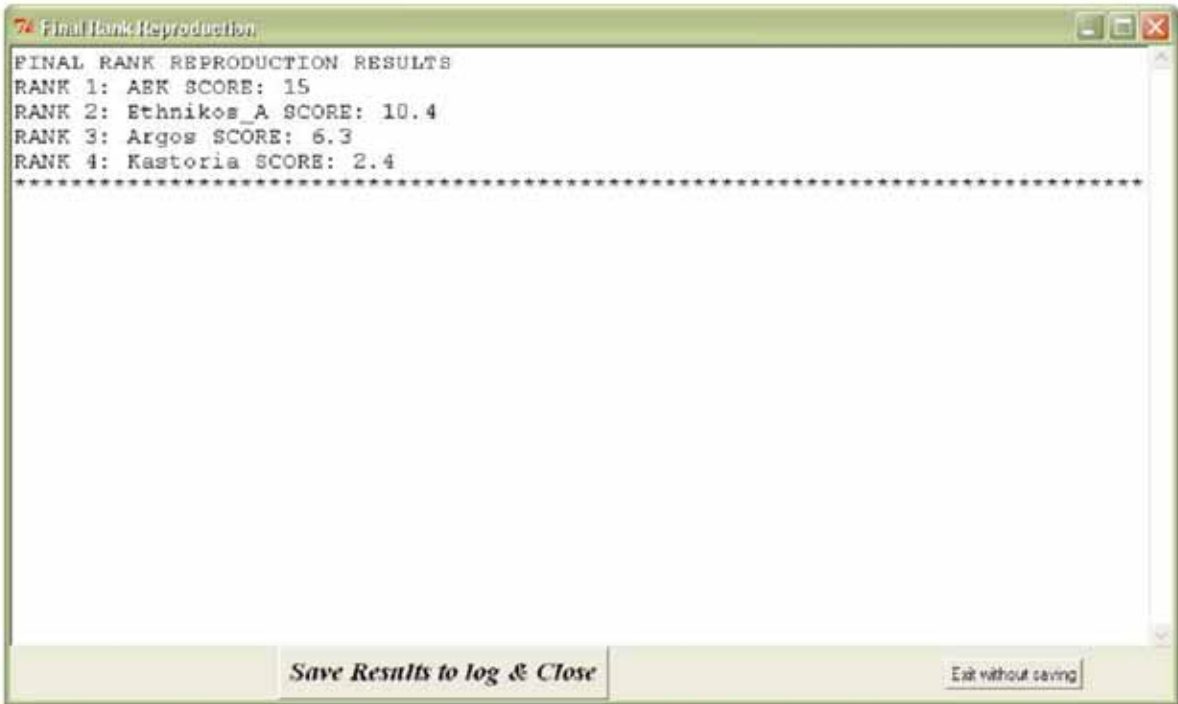 Final Rank Reproduction
FINAL RANK REPRODUCTION RESULTS
RANK 1: AEK SCORE: 15
RANK 2: Ethnikos_A SCORE: 10.4
RANK 3: Argos SCORE: 6.3
RANK 4: Kastoria SCORE: 2.4
*******************************************************************************
Save Results to log & Close
Exit without saving